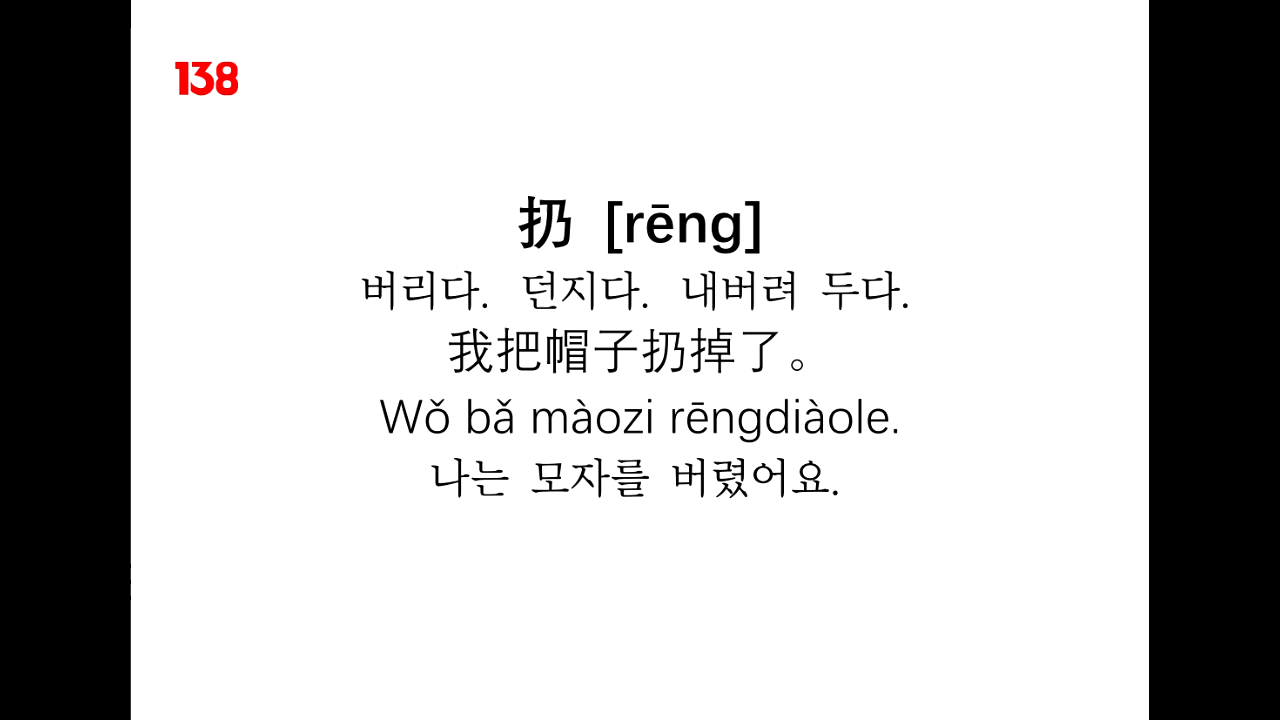 138
扔 [rēng]
버리다. 던지다. 내버려 두다.
我把帽子扔掉了。
Wǒ bǎ màozi rēngdiàole.
나는 모자를 버렸어요.